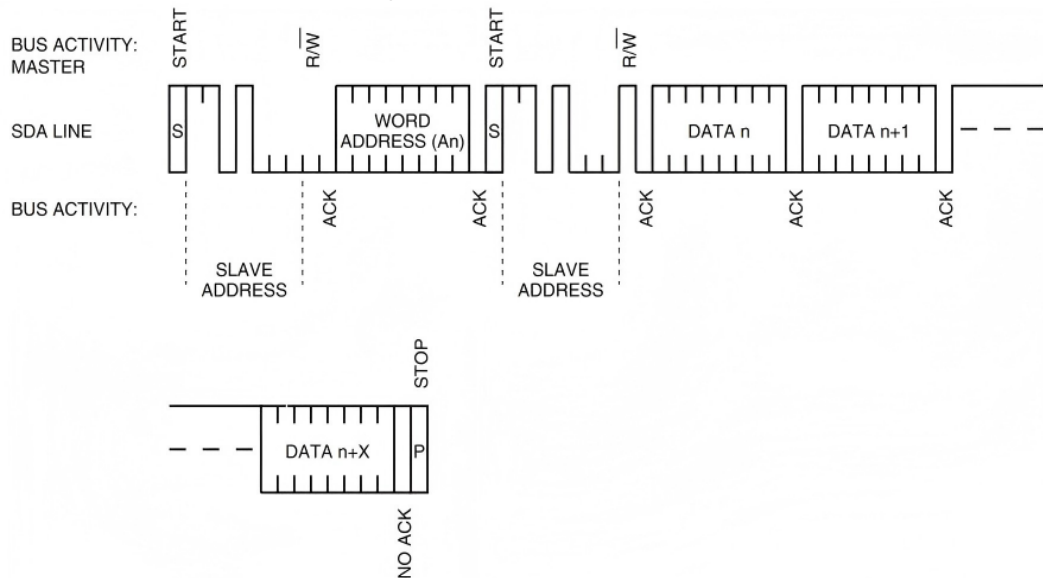 BUS ACTIVITY:
MASTER
START
R/W
START
R/W
SDA LINE
S
WORD
ADDRESS (An)
S
DATA n
DATA n+1
BUS ACTIVITY:
ACK
ACK
ACK
ACK
ACK
SLAVE
ADDRESS
SLAVE
ADDRESS
STOP
DATA n+X
P
NO ACK